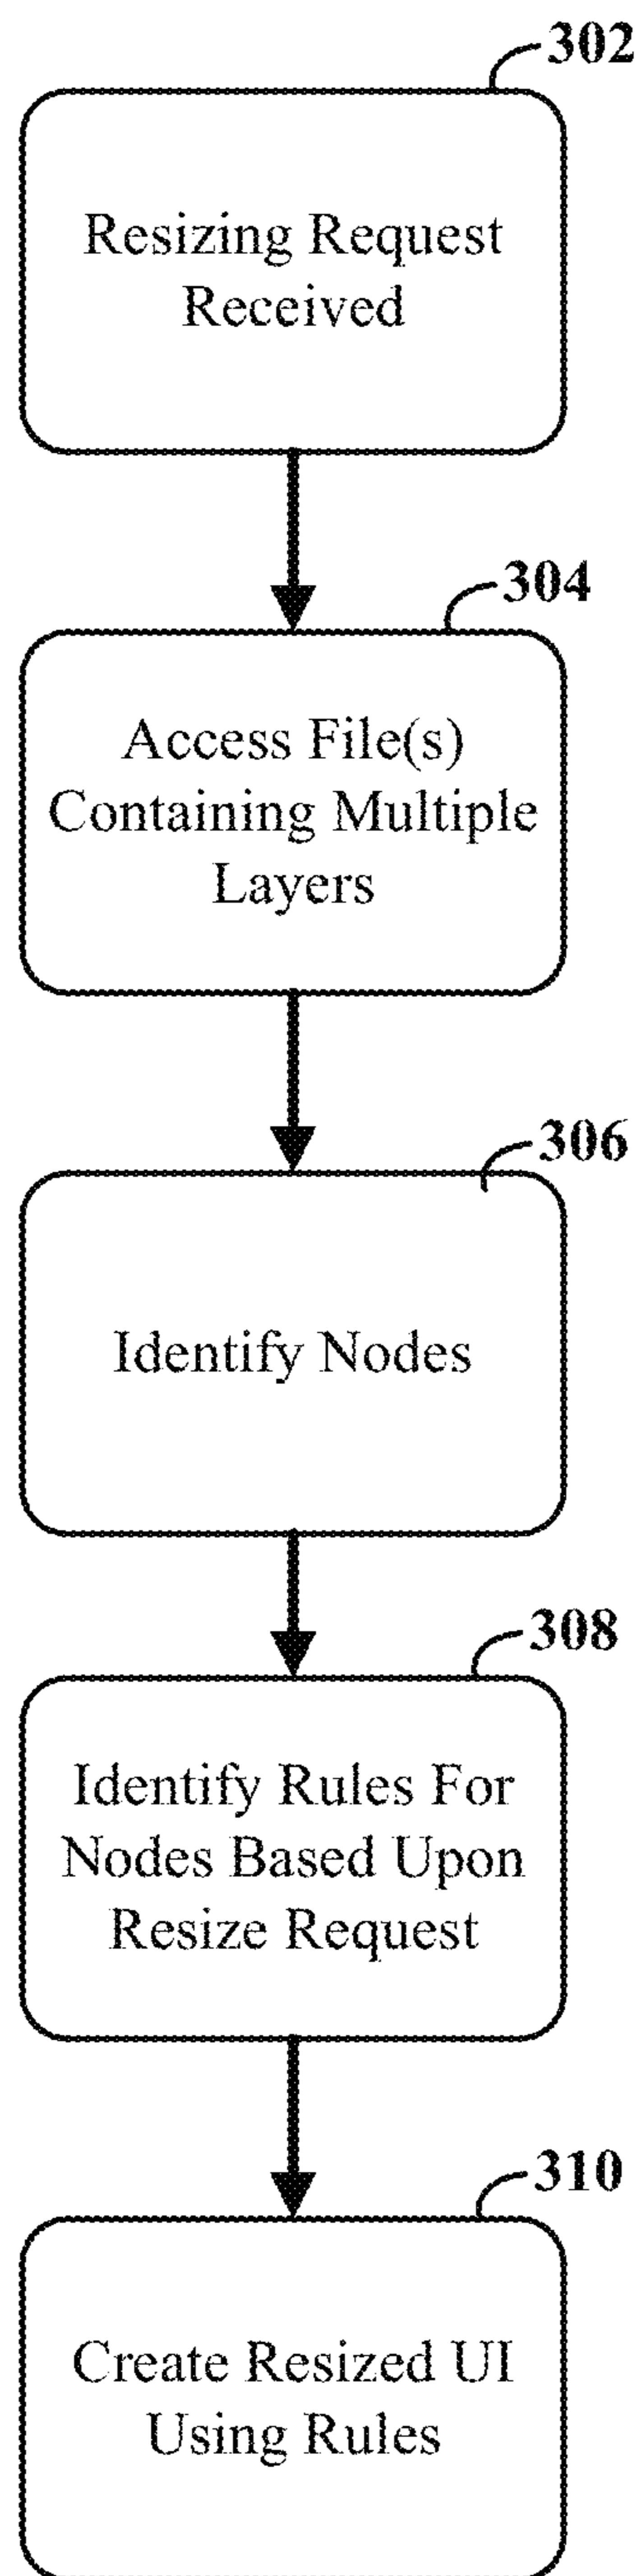 302
Resizing Request
Received
304
Access File(s)
Containing Multiple
Layers
306
Identify Nodes
308
Identify Rules For
Nodes Based Upon
Resize Request
310
Create Resized UI
Using Rules